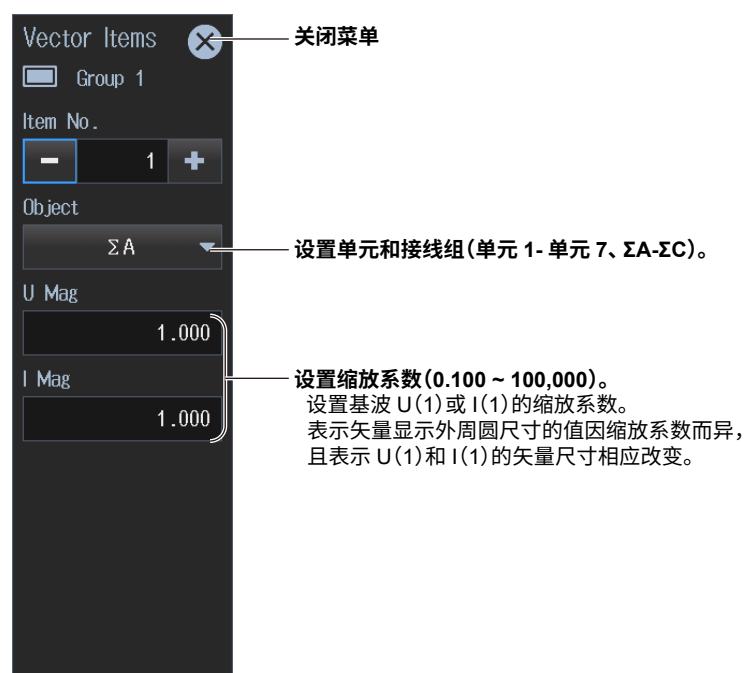 Vector Items
关闭菜单
Group 1
Item No.
1
Object
ΣA
设置单元和接线组(单元 1- 单元 7、ΣA-ΣC)。
U Mag
1.000
I Mag
1.000
设置缩放系数(0.100 ~ 100,000)。
设置基波 U(1)或 I(1)的缩放系数。
表示矢量显示外周圆尺寸的值因缩放系数而异,
且表示 U(1)和 I(1)的矢量尺寸相应改变。